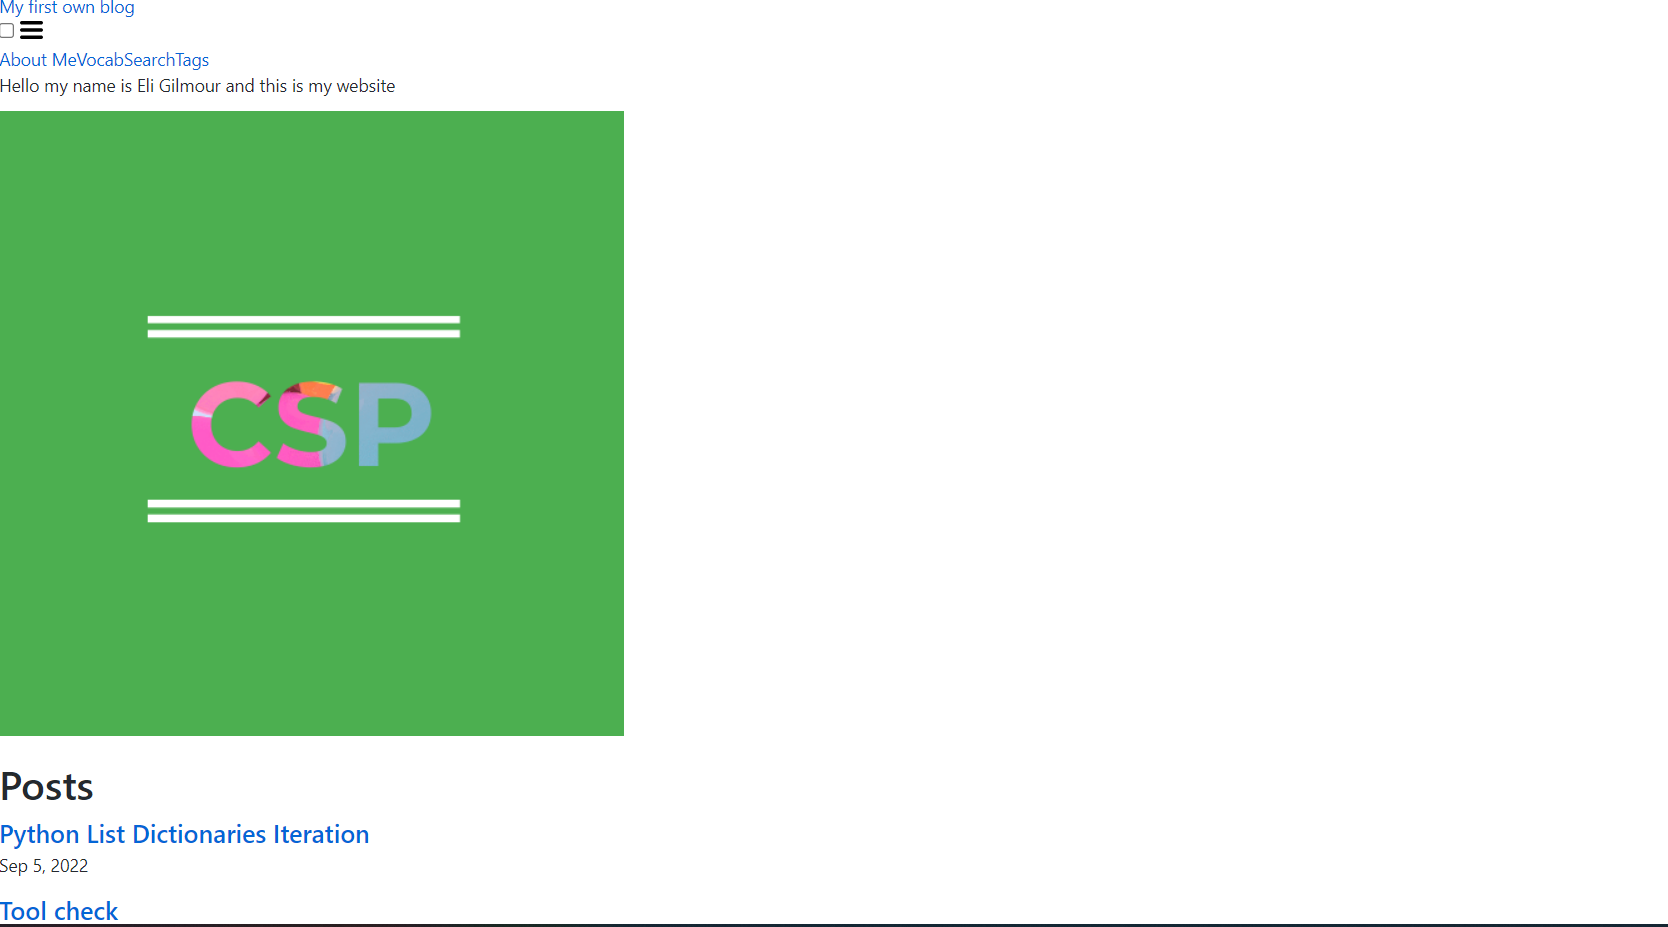 My first own blog
About MeVocabSearchTags
Hello my name is Eli Gilmour and this is my website
CSP
Posts
Python List Dictionaries Iteration
Sep 5, 2022
Tool check